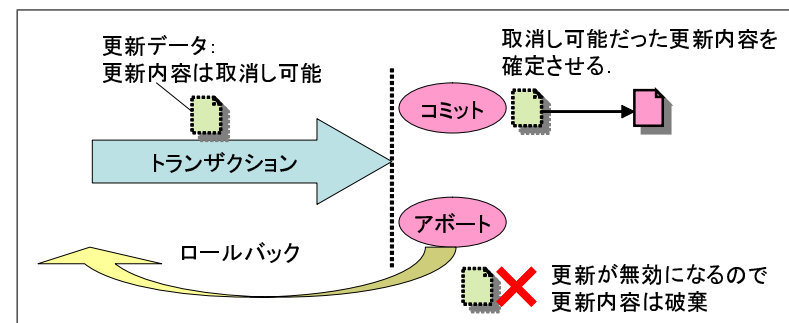 更新データ:
更新内容は取消し可能
取消し可能だった更新内容を
確定させる.
コミット
トランザクション
アボート
ロールバック
更新が無効になるので
更新内容は破棄